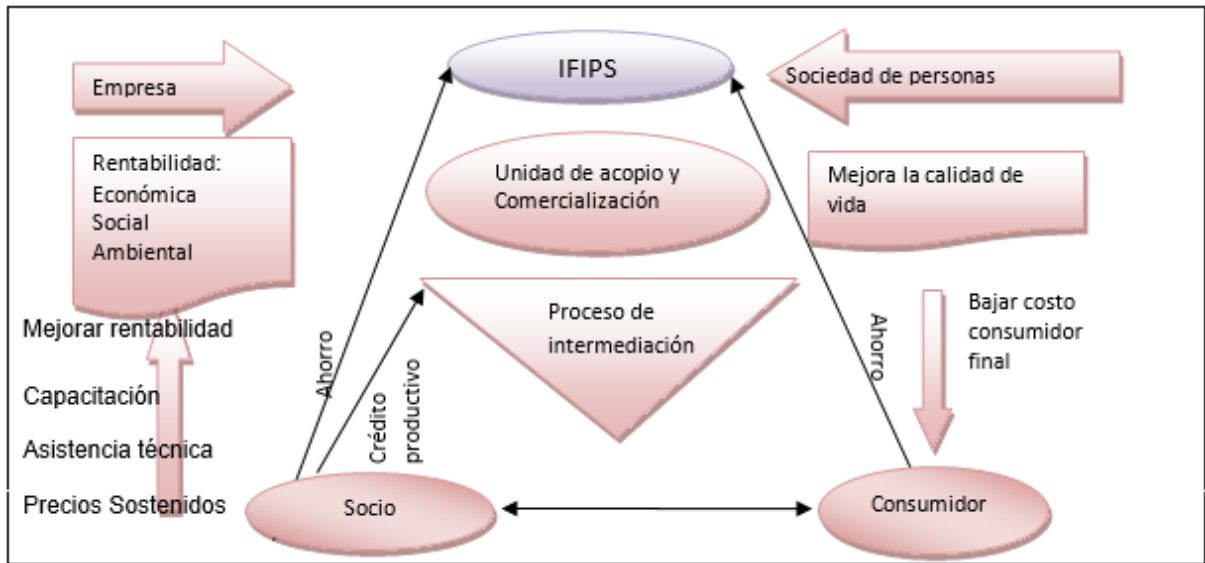 IFIPS
Empresa
Sociedad de personas
Rentabilidad:
Económica
Social
Ambiental
Unidad de acopio y
Comercialización
Mejora la calidad de
vida
Mejorar rentabilidad
Capacitación
Asistencia técnica
Precios Sostenidos
Ahorro
Crédito
productivo
Proceso de
intermediación
Ahorro
Bajar costo
consumidor
final
Socio
Consumidor